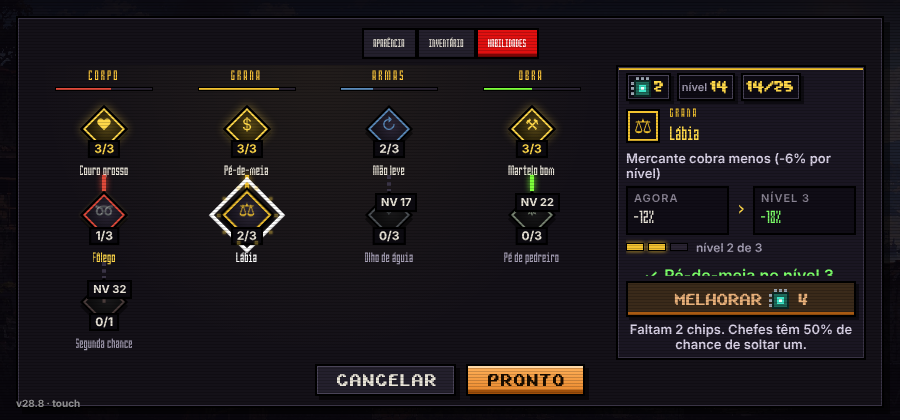 APARÊNCIA
INVENTÁRIO
HABILIDADES
CORPO
GRANA
ARMAS
OBRA
3/3
3/3
2/3
3/3
Couro grosso
Pé-de-meia
Mão leve
Martelo bom
NV 17
NV 22
1/3
2/3
0/3
0/3
Fôlego
Lábia
Olho de águia
Pé de pedreiro
NV 32
0/1
Segunda chance
2
nível 14
14/25
GRANA
Lábia
Mercante cobra menos (-6% por
nível)
AGORA
-12%
›
NÍVEL 3
-18%
nível 2 de 3
✓ Pé-de-meia no nível 3
MELHORAR 4
Faltam 2 chips. Chefes têm 50% de
chance de soltar um.
CANCELAR
PRONTO
v28.8 · touch